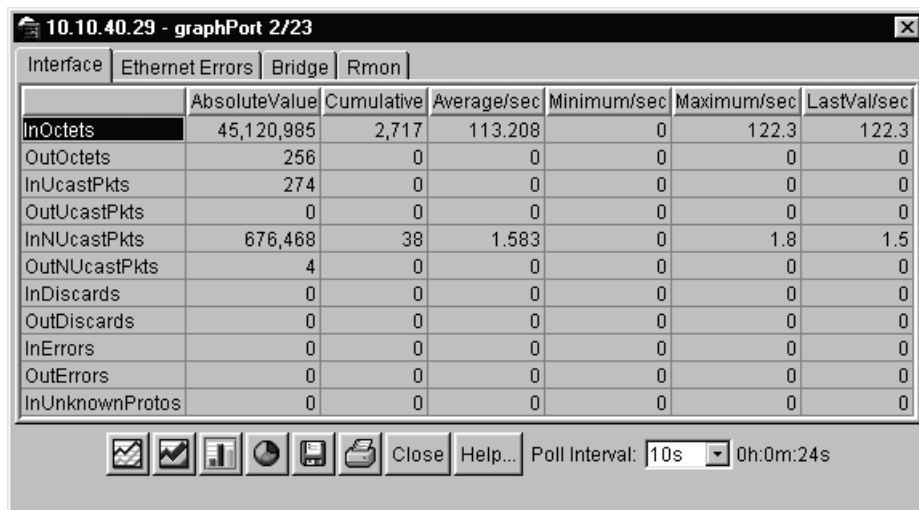 10.10.40.29 - graphPort 2/23
Interface Ethernet Errors Bridge Rmon
AbsoluteValue Cumulative Average/sec Minimum/sec Maximum/sec LastVal/sec
InOctets 45,120,985 2,717 113.208 0 122.3 122.3
OutOctets 256 0 0 0 0 0
InUcastPkts 274 0 0 0 0 0
OutUcastPkts 0 0 0 0 0 0
InNUcastPkts 676,468 38 1.583 0 1.8 1.5
OutNUcastPkts 4 0 0 0 0 0
InDiscards 0 0 0 0 0 0
OutDiscards 0 0 0 0 0 0
InErrors 0 0 0 0 0 0
OutErrors 0 0 0 0 0 0
InUnknownProtos 0 0 0 0 0 0
Close Help... Poll Interval: 10s 0h:0m:24s